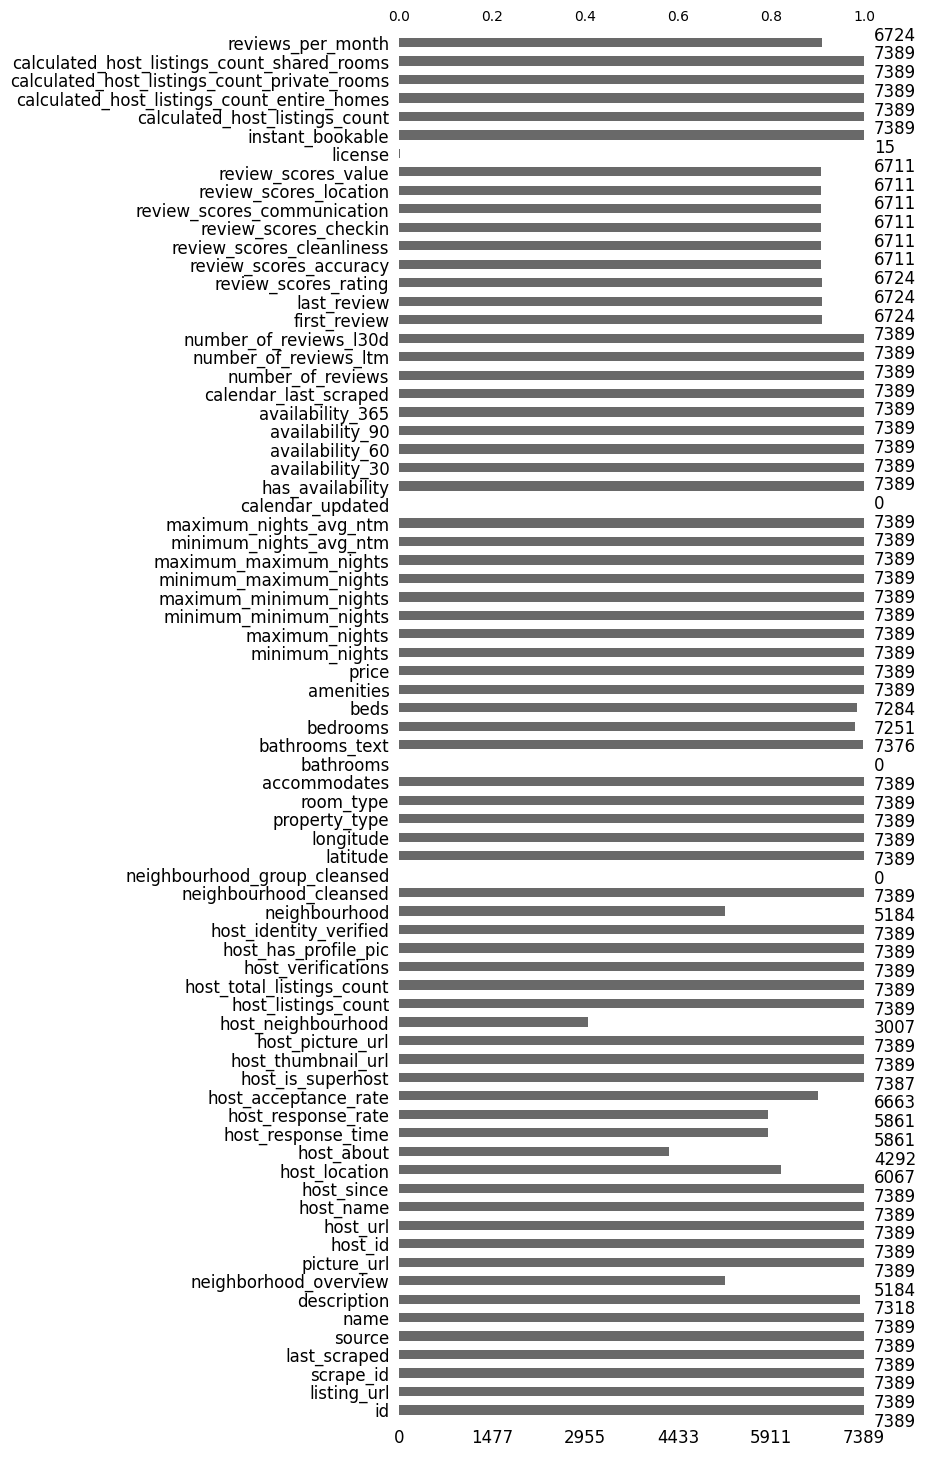 0.0 0.2 0.4 0.6 0.8 1.0
reviews_per_month 6724
calculated_host_listings_count_shared_rooms 7389
calculated_host_listings_count_private_rooms 7389
calculated_host_listings_count_entire_homes 7389
calculated_host_listings_count 7389
instant_bookable 7389
license 15
review_scores_value 6711
review_scores_location 6711
review_scores_communication 6711
review_scores_checkin 6711
review_scores_cleanliness 6711
review_scores_accuracy 6711
review_scores_rating 6724
last_review 6724
first_review 6724
number_of_reviews_l30d 7389
number_of_reviews_ltm 7389
number_of_reviews 7389
calendar_last_scraped 7389
availability_365 7389
availability_90 7389
availability_60 7389
availability_30 7389
has_availability 7389
calendar_updated 0
maximum_nights_avg_ntm 7389
minimum_nights_avg_ntm 7389
maximum_maximum_nights 7389
minimum_maximum_nights 7389
maximum_minimum_nights 7389
minimum_minimum_nights 7389
maximum_nights 7389
minimum_nights 7389
price 7389
amenities 7389
beds 7284
bedrooms 7251
bathrooms_text 7376
bathrooms 0
accommodates 7389
room_type 7389
property_type 7389
longitude 7389
latitude 7389
neighbourhood_group_cleansed 0
neighbourhood_cleansed 7389
neighbourhood 5184
host_identity_verified 7389
host_has_profile_pic 7389
host_verifications 7389
host_total_listings_count 7389
host_listings_count 7389
host_neighbourhood 3007
host_picture_url 7389
host_thumbnail_url 7389
host_is_superhost 7387
host_acceptance_rate 6663
host_response_rate 5861
host_response_time 5861
host_about 4292
host_location 6067
host_since 7389
host_name 7389
host_url 7389
host_id 7389
picture_url 7389
neighborhood_overview 5184
description 7318
name 7389
source 7389
last_scraped 7389
scrape_id 7389
listing_url 7389
id 7389
0 1477 2955 4433 5911 7389